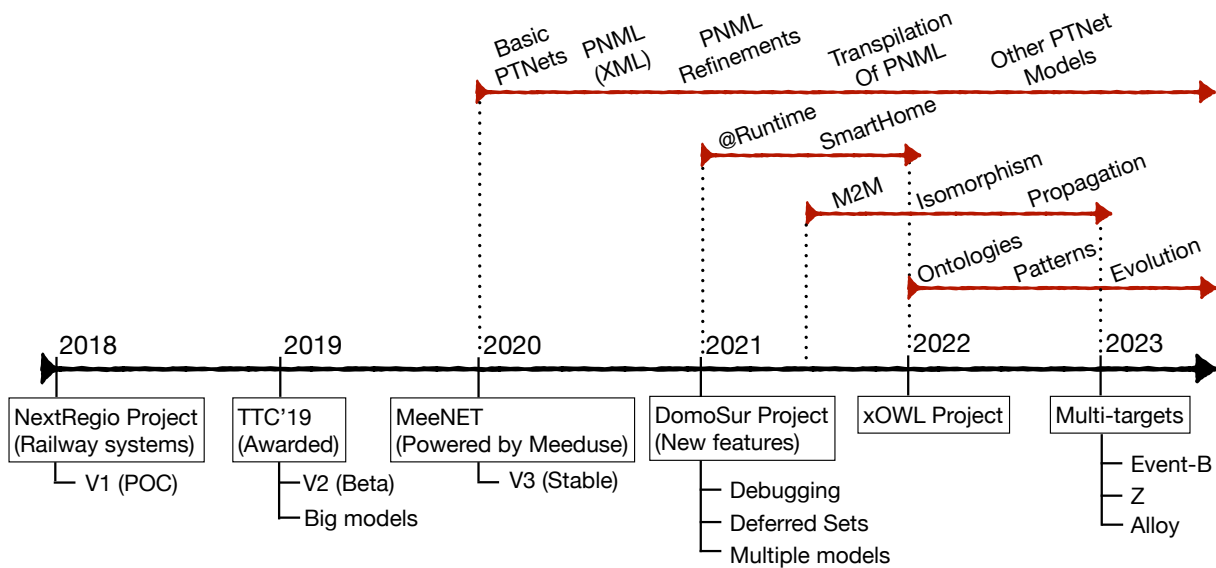 Basic
PTNets
PNML
(XML)
PNML
Refinements
Transpilation
Of PNML
Other PTNet
Models
@Runtime
SmartHome
M2M
Isomorphism
Propagation
Ontologies
Patterns
Evolution
2018
2019
2020
2021
2022
2023
NextRegio Project
(Railway systems)
V1 (POC)
TTC'19
(Awarded)
V2 (Beta)
Big models
MeeNET
(Powered by Meeduse)
V3 (Stable)
DomoSur Project
(New features)
Debugging
Deferred Sets
Multiple models
xOWL Project
Multi-targets
Event-B
Z
Alloy